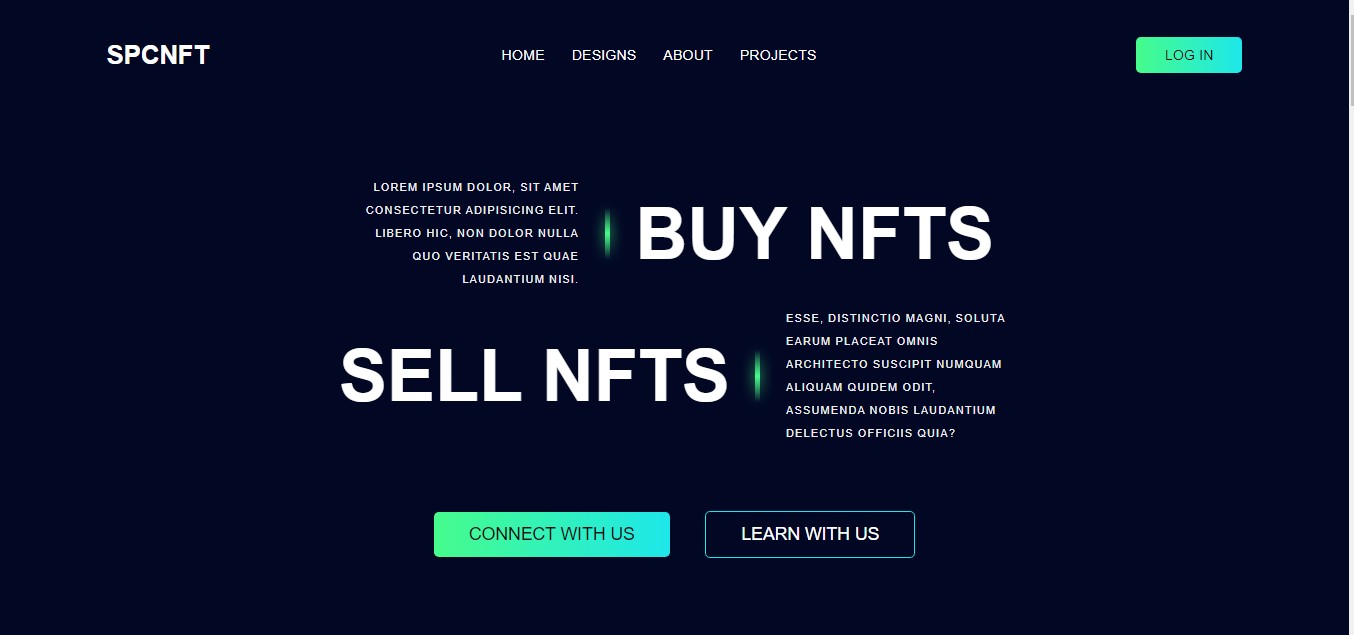 SPCNFT
HOME DESIGNS ABOUT PROJECTS
LOG IN
LOREM IPSUM DOLOR, SIT AMET
CONSECTETUR ADIPISICING ELIT.
LIBERO HIC, NON DOLOR NULLA
QUO VERITATIS EST QUAE
LAUDANTIUM NISI.
BUY NFTS
SELL NFTS
ESSE, DISTINCTIO MAGNI, SOLUTA
EARUM PLACEAT OMNIS
ARCHITECTO SUSCIPIT NUMQUAM
ALIQUAM QUIDEM ODIT,
ASSUMENDA NOBIS LAUDANTIUM
DELECTUS OFFICIIS QUIA?
CONNECT WITH US
LEARN WITH US